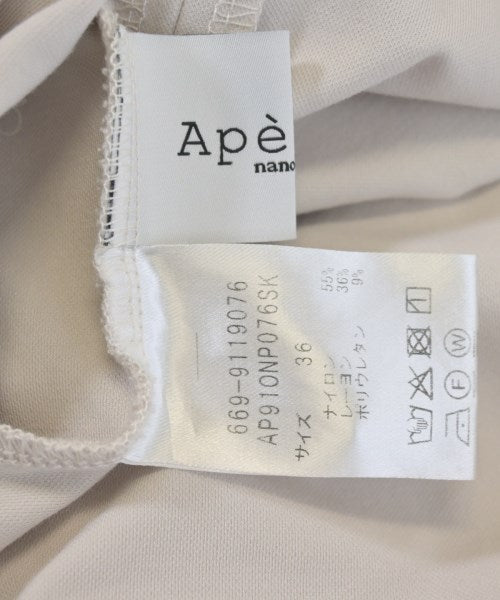 Apè
nano
669-9119076
AP910NP076SK
サイズ 36
ナイロン 55%
レーヨン 36%
ポリウレタン 9%
F W